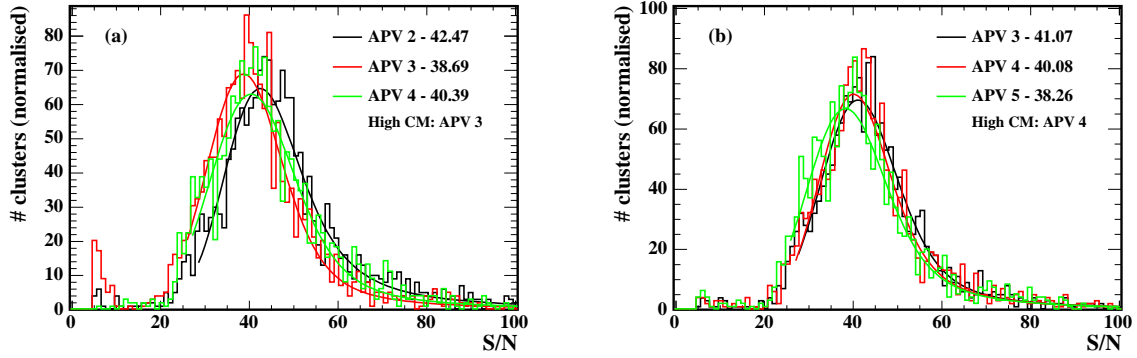 # clusters (normalised)
80
70
60
50
40
30
20
10
0
(a)
APV 2 - 42.47
APV 3 - 38.69
APV 4 - 40.39
High CM: APV 3
0 20 40 60 80 100
S/N
# clusters (normalised)
100
80
60
40
20
0
(b)
APV 3 - 41.07
APV 4 - 40.08
APV 5 - 38.26
High CM: APV 4
0 20 40 60 80 100
S/N